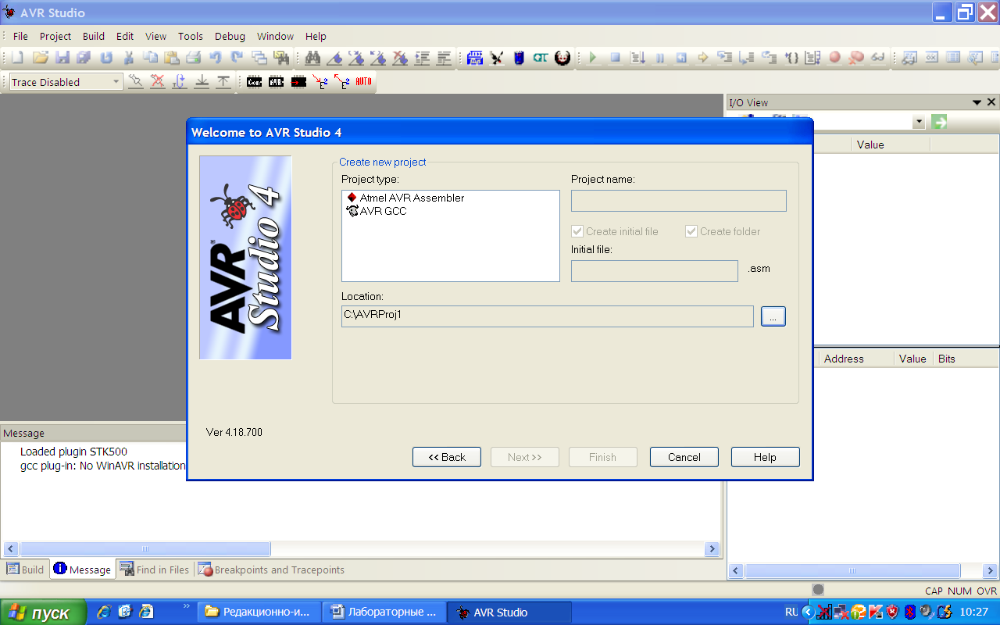 AVR Studio
File Project Build Edit View Tools Debug Window Help
Trace Disabled
Con AVR AUTO
I/O View
Value
Welcome to AVR Studio 4
AVR Studio 4
Create new project
Project type:
Atmel AVR Assembler
AVR GCC
Project name:
Create initial file Create folder
Initial file:
.asm
Location:
C:\AVRProj1
...
Ver 4.18.700
<< Back Next >> Finish Cancel Help
Address Value Bits
Message
Loaded plugin STK500
gcc plug-in: No WinAVR installation
Build Message Find in Files Breakpoints and Tracepoints
CAP NUM OVR
пуск Редакционно-и... Лабораторные ... AVR Studio RU 10:27